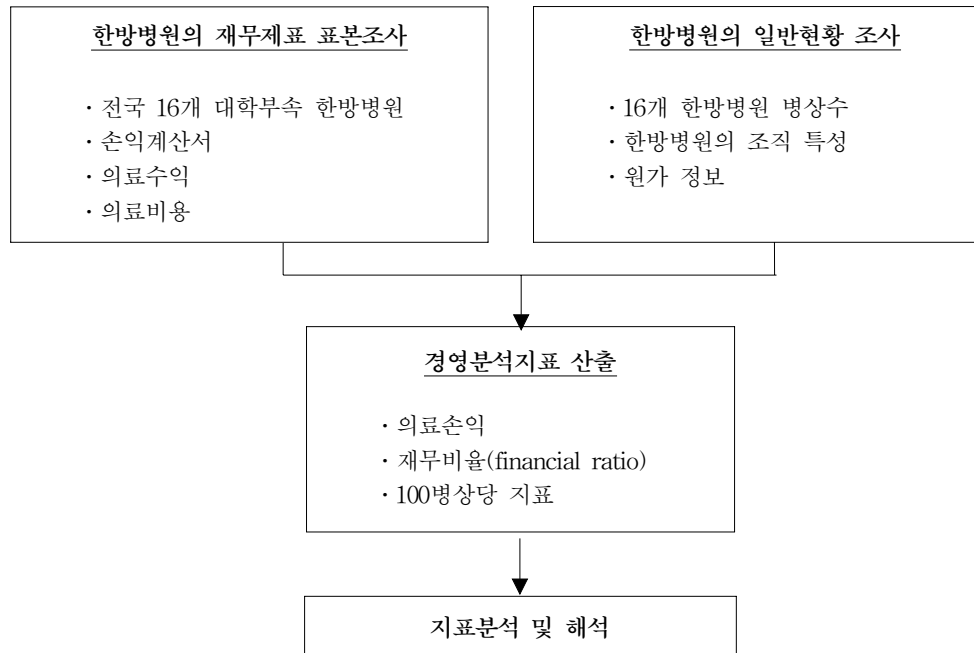 한방병원의 재무제표 표본조사
· 전국 16개 대학부속 한방병원
· 손익계산서
· 의료수익
· 의료비용
한방병원의 일반현황 조사
· 16개 한방병원 병상수
· 한방병원의 조직 특성
· 원가 정보
경영분석지표 산출
· 의료손익
· 재무비율(financial ratio)
· 100병상당 지표
지표분석 및 해석